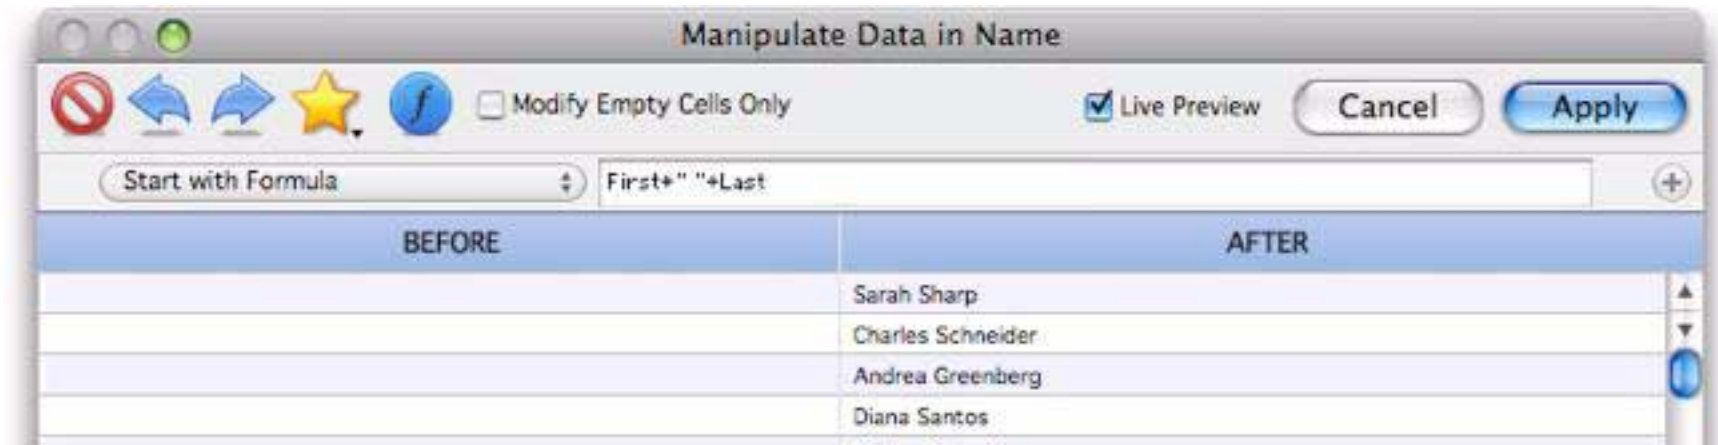 Manipulate Data in Name
f Modify Empty Cells Only Live Preview Cancel Apply
Start with Formula First+" "+Last
BEFORE AFTER
Sarah Sharp
Charles Schneider
Andrea Greenberg
Diana Santos